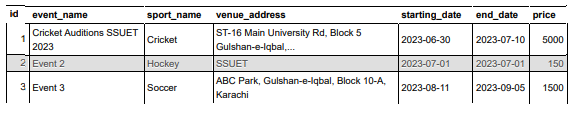 id event_name sport_name venue_address starting_date end_date price
1 Cricket Auditions SSUET 2023 Cricket ST-16 Main University Rd, Block 5 Gulshan-e-Iqbal,... 2023-06-30 2023-07-10 5000
2 Event 2 Hockey SSUET 2023-07-01 2023-07-01 150
3 Event 3 Soccer ABC Park, Gulshan-e-Iqbal, Block 10-A, Karachi 2023-08-11 2023-09-05 1500